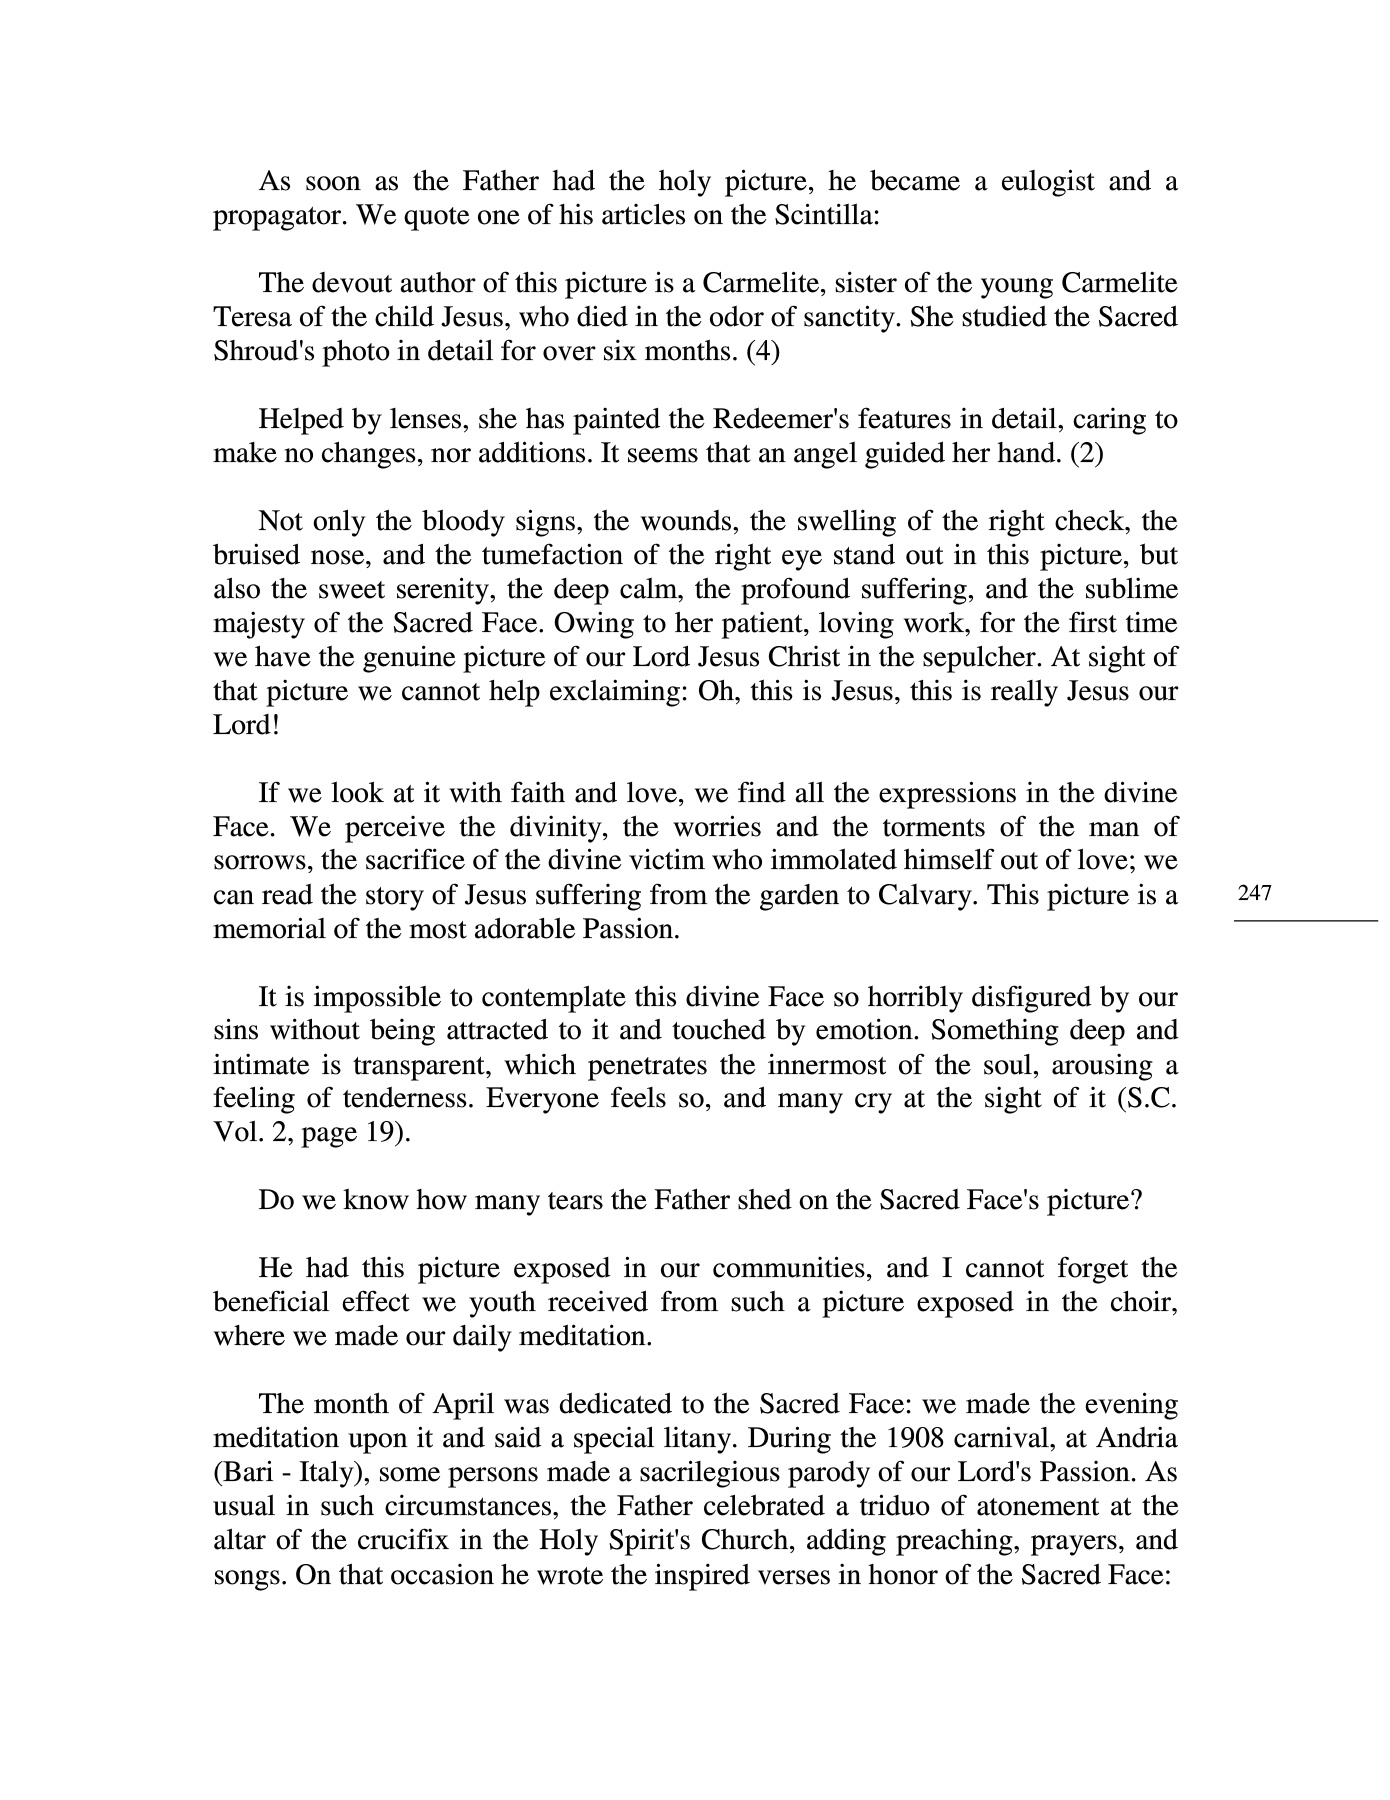 As soon as the Father had the holy picture, he became a eulogist and a
propagator. We quote one of his articles on the Scintilla:
The devout author of this picture is a Carmelite, sister of the young Carmelite
Teresa of the child Jesus, who died in the odor of sanctity. She studied the Sacred
Shroud's photo in detail for over six months. (4)
Helped by lenses, she has painted the Redeemer's features in detail, caring to
make no changes, nor additions. It seems that an angel guided her hand. (2)
Not only the bloody signs, the wounds, the swelling of the right check, the
bruised nose, and the tumefaction of the right eye stand out in this picture, but
also the sweet serenity, the deep calm, the profound suffering, and the sublime
majesty of the Sacred Face. Owing to her patient, loving work, for the first time
we have the genuine picture of our Lord Jesus Christ in the sepulcher. At sight of
that picture we cannot help exclaiming: Oh, this is Jesus, this is really Jesus our
Lord!
If we look at it with faith and love, we find all the expressions in the divine
Face. We perceive the divinity, the worries and the torments of the man of
sorrows, the sacrifice of the divine victim who immolated himself out of love; we
can read the story of Jesus suffering from the garden to Calvary. This picture is a
memorial of the most adorable Passion.
247
It is impossible to contemplate this divine Face so horribly disfigured by our
sins without being attracted to it and touched by emotion. Something deep and
intimate is transparent, which penetrates the innermost of the soul, arousing a
feeling of tenderness. Everyone feels so, and many cry at the sight of it (S.C.
Vol. 2, page 19).
Do we know how many tears the Father shed on the Sacred Face's picture?
He had this picture exposed in our communities, and I cannot forget the
beneficial effect we youth received from such a picture exposed in the choir,
where we made our daily meditation.
The month of April was dedicated to the Sacred Face: we made the evening
meditation upon it and said a special litany. During the 1908 carnival, at Andria
(Bari - Italy), some persons made a sacrilegious parody of our Lord's Passion. As
usual in such circumstances, the Father celebrated a triduo of atonement at the
altar of the crucifix in the Holy Spirit's Church, adding preaching, prayers, and
songs. On that occasion he wrote the inspired verses in honor of the Sacred Face: